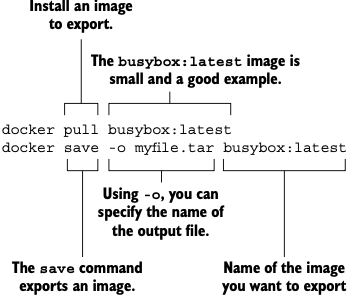 Install an image
to export.
The busybox:latest image is
small and a good example.
docker pull busybox:latest
docker save -o myfile.tar busybox:latest
Using -o, you can
specify the name of
the output file.
The save command
exports an image.
Name of the image
you want to export